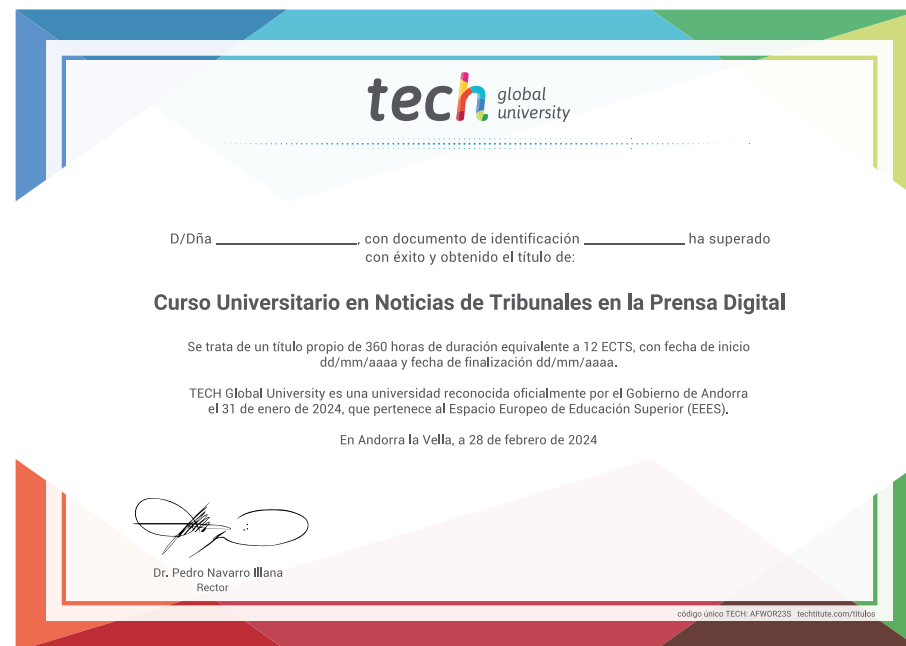 tech global university
D/Dña ____________________, con documento de identificación ______________ ha superado
con éxito y obtenido el título de:
Curso Universitario en Noticias de Tribunales en la Prensa Digital
Se trata de un título propio de 360 horas de duración equivalente a 12 ECTS, con fecha de inicio
dd/mm/aaaa y fecha de finalización dd/mm/aaaa.
TECH Global University es una universidad reconocida oficialmente por el Gobierno de Andorra
el 31 de enero de 2024, que pertenece al Espacio Europeo de Educación Superior (EEES).
En Andorra la Vella, a 28 de febrero de 2024
Dr. Pedro Navarro Illana
Rector
código único TECH: AFWOR23S techtitute.com/titulos